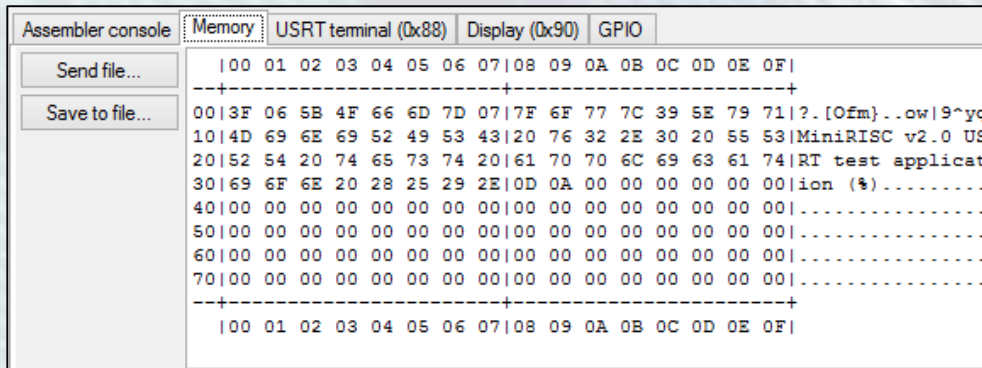 Assembler console Memory USRT terminal (0x88) Display (0x90) GPIO
Send file...
Save to file...
|00 01 02 03 04 05 06 07|08 09 0A 0B 0C 0D 0E 0F|
--+-----------------------+-----------------------+
00|3F 06 5B 4F 66 6D 7D 07|7F 6F 77 7C 39 5E 79 71|?.[Ofm}..ow|9^yq
10|4D 69 6E 69 52 49 53 43|20 76 32 2E 30 20 55 53|MiniRISC v2.0 US
20|52 54 20 74 65 73 74 20|61 70 70 6C 69 63 61 74|RT test applicat
30|69 6F 6E 20 28 25 29 2E|0D 0A 00 00 00 00 00 00|ion (%).........
40|00 00 00 00 00 00 00 00|00 00 00 00 00 00 00 00|................
50|00 00 00 00 00 00 00 00|00 00 00 00 00 00 00 00|................
60|00 00 00 00 00 00 00 00|00 00 00 00 00 00 00 00|................
70|00 00 00 00 00 00 00 00|00 00 00 00 00 00 00 00|................
--+-----------------------+-----------------------+
|00 01 02 03 04 05 06 07|08 09 0A 0B 0C 0D 0E 0F|